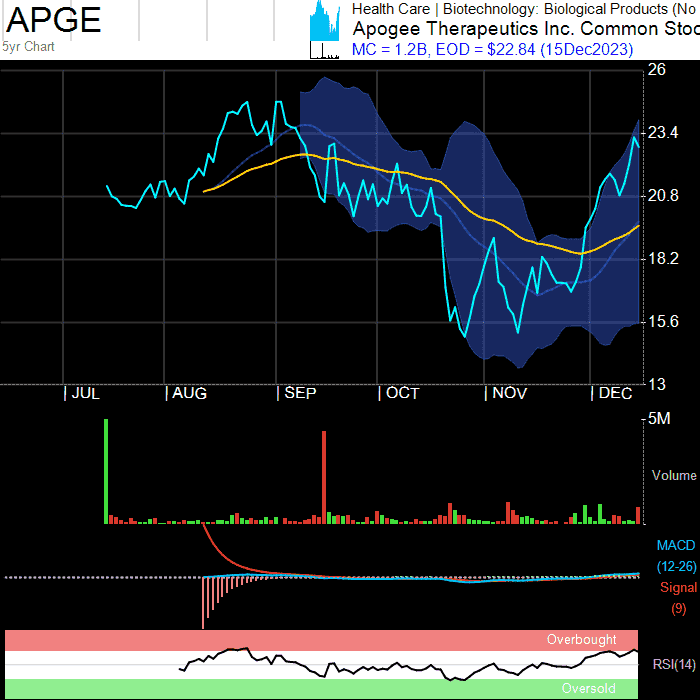 APGE
5yr Chart
Health Care | Biotechnology: Biological Products (No
Apogee Therapeutics Inc. Common Stoc
MC = 1.2B, EOD = $22.84 (15Dec2023)
26
23.4
20.8
18.2
15.6
13
| JUL | AUG | SEP | OCT | NOV | DEC
5M
Volume
MACD
(12-26)
Signal
(9)
Overbought
RSI(14)
Oversold